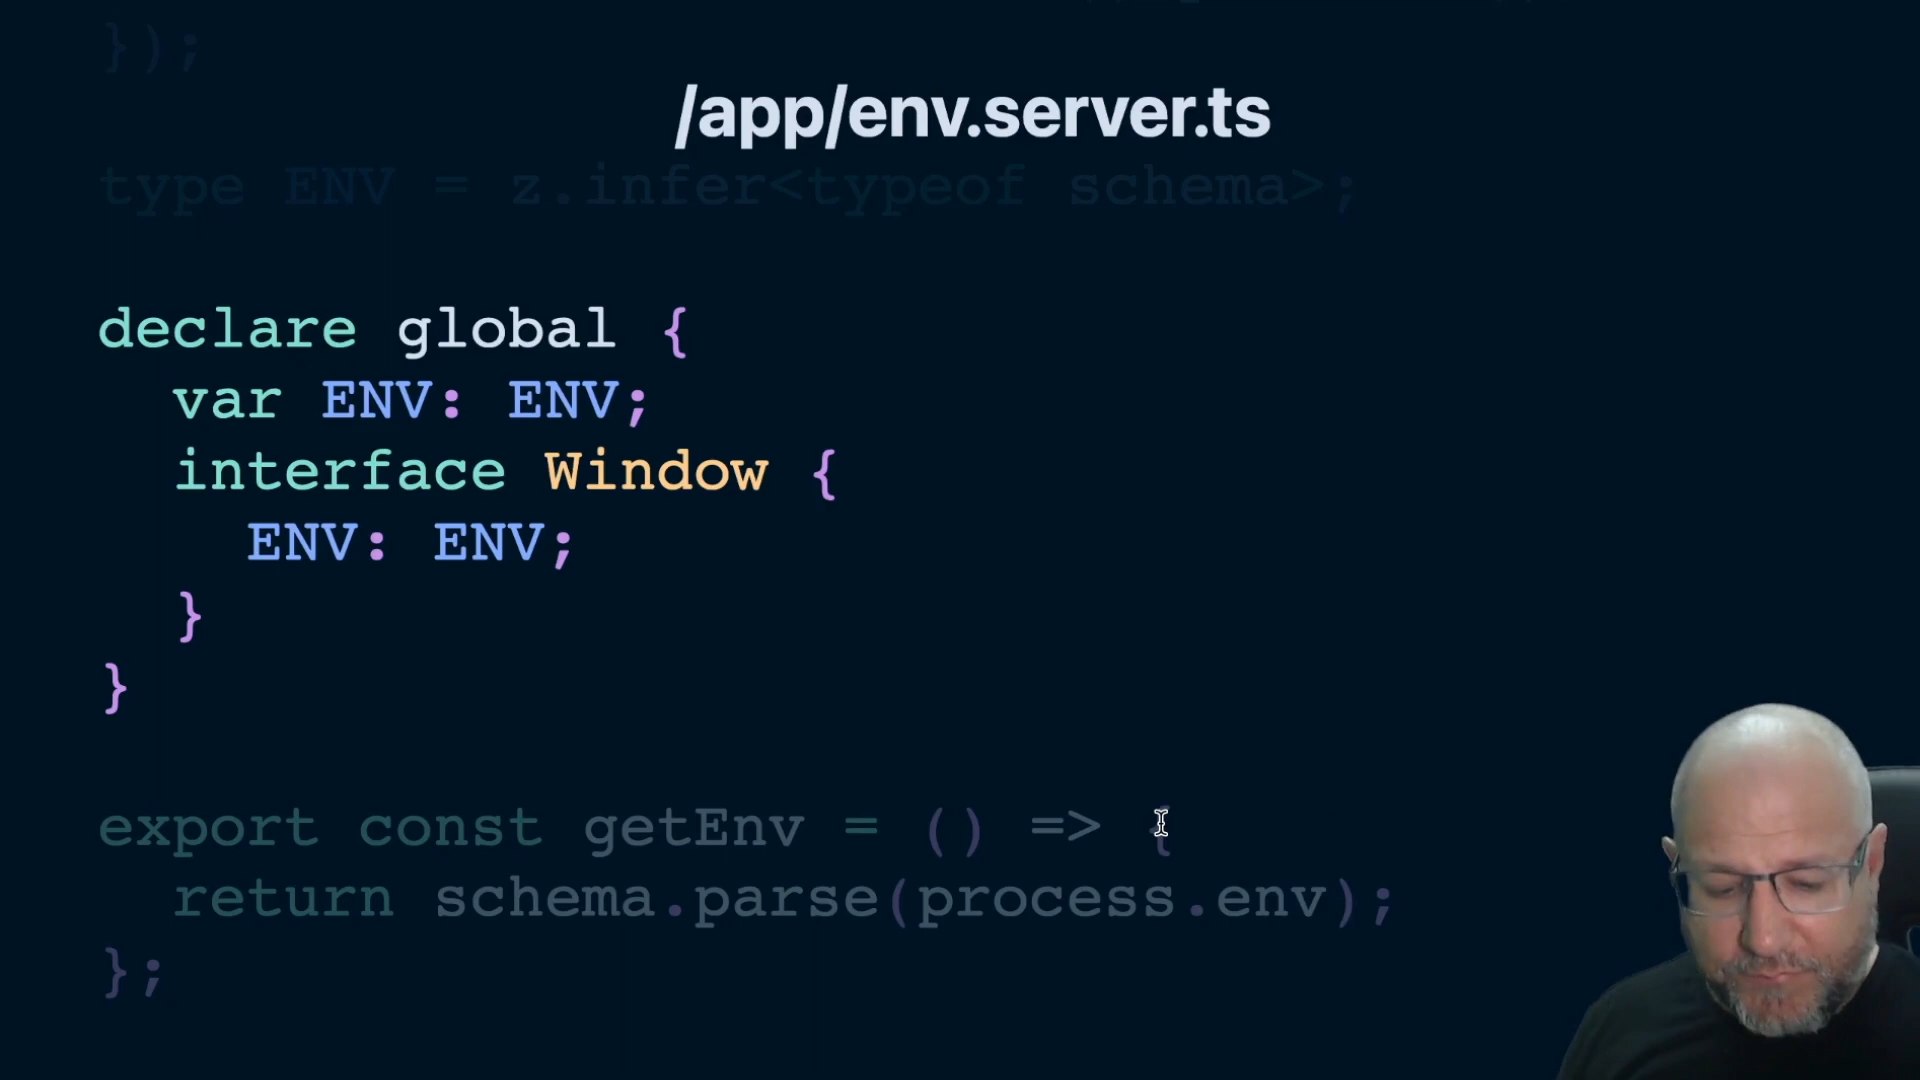 });
/app/env.server.ts
type ENV = z.infer<typeof schema>;
declare global {
var ENV: ENV;
interface Window {
ENV: ENV;
}
}
export const getEnv = () => {
return schema.parse(process.env);
};